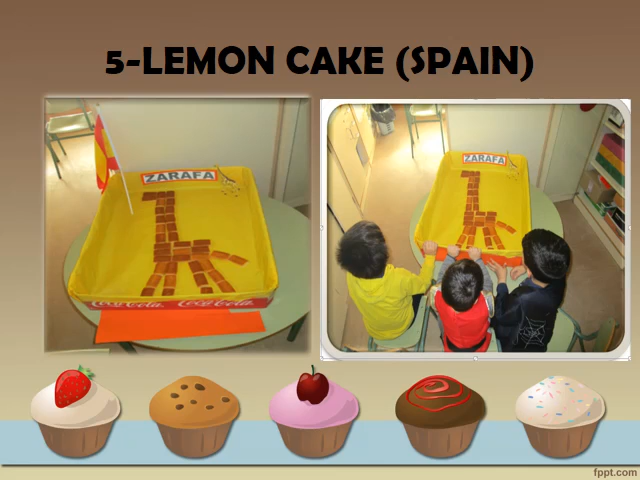 5-LEMON CAKE (SPAIN)
ZARAFA
Coca-Cola. Coca-Cola
ZARAFA
fppt.com